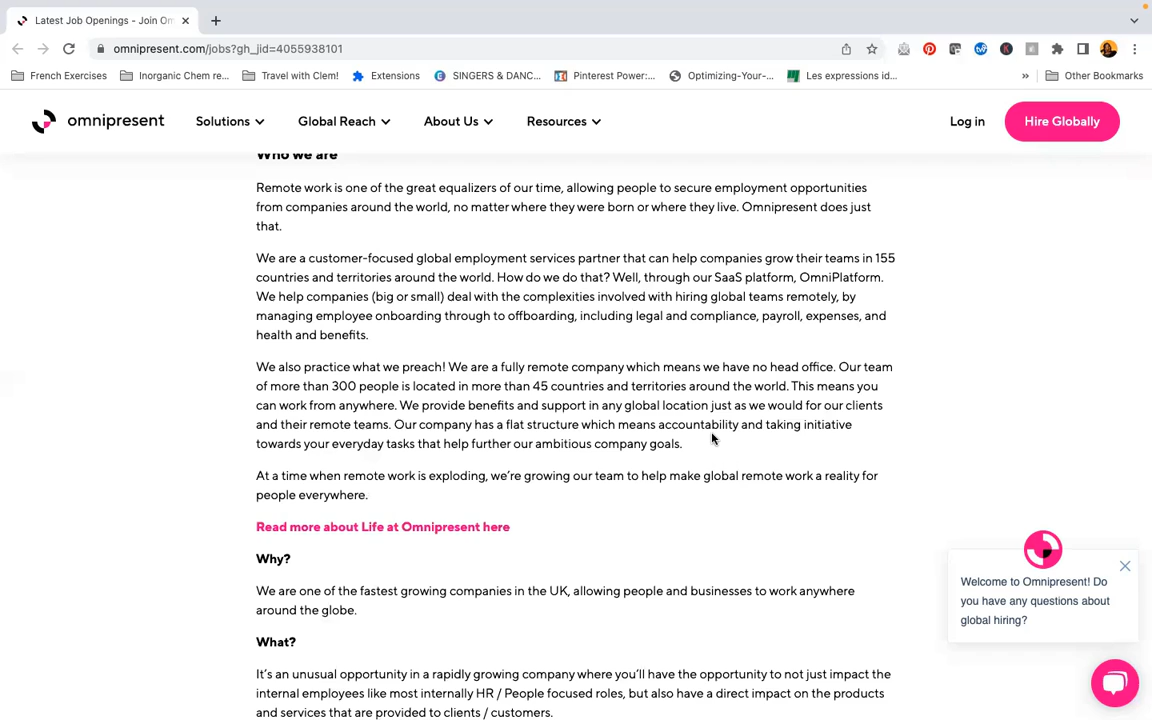 Latest Job Openings - Join Om
omnipresent.com/jobs?gh_jid=4055938101
French Exercises
Inorganic Chem re...
Travel with Clem!
Extensions
SINGERS & DANC...
Pinterest Power:...
Optimizing-Your-...
Les expressions id...
»
Other Bookmarks
omnipresent
Solutions
Global Reach
About Us
Resources
Log in
Hire Globally
Who we are
Remote work is one of the great equalizers of our time, allowing people to secure employment opportunities
from companies around the world, no matter where they were born or where they live. Omnipresent does just
that.
We are a customer-focused global employment services partner that can help companies grow their teams in 155
countries and territories around the world. How do we do that? Well, through our SaaS platform, OmniPlatform.
We help companies (big or small) deal with the complexities involved with hiring global teams remotely, by
managing employee onboarding through to offboarding, including legal and compliance, payroll, expenses, and
health and benefits.
We also practice what we preach! We are a fully remote company which means we have no head office. Our team
of more than 300 people is located in more than 45 countries and territories around the world. This means you
can work from anywhere. We provide benefits and support in any global location just as we would for our clients
and their remote teams. Our company has a flat structure which means accountability and taking initiative
towards your everyday tasks that help further our ambitious company goals.
At a time when remote work is exploding, we're growing our team to help make global remote work a reality for
people everywhere.
Read more about Life at Omnipresent here
Why?
We are one of the fastest growing companies in the UK, allowing people and businesses to work anywhere
around the globe.
What?
It's an unusual opportunity in a rapidly growing company where you'll have the opportunity to not just impact the
internal employees like most internally HR / People focused roles, but also have a direct impact on the products
and services that are provided to clients / customers.
Welcome to Omnipresent! Do
you have any questions about
global hiring?